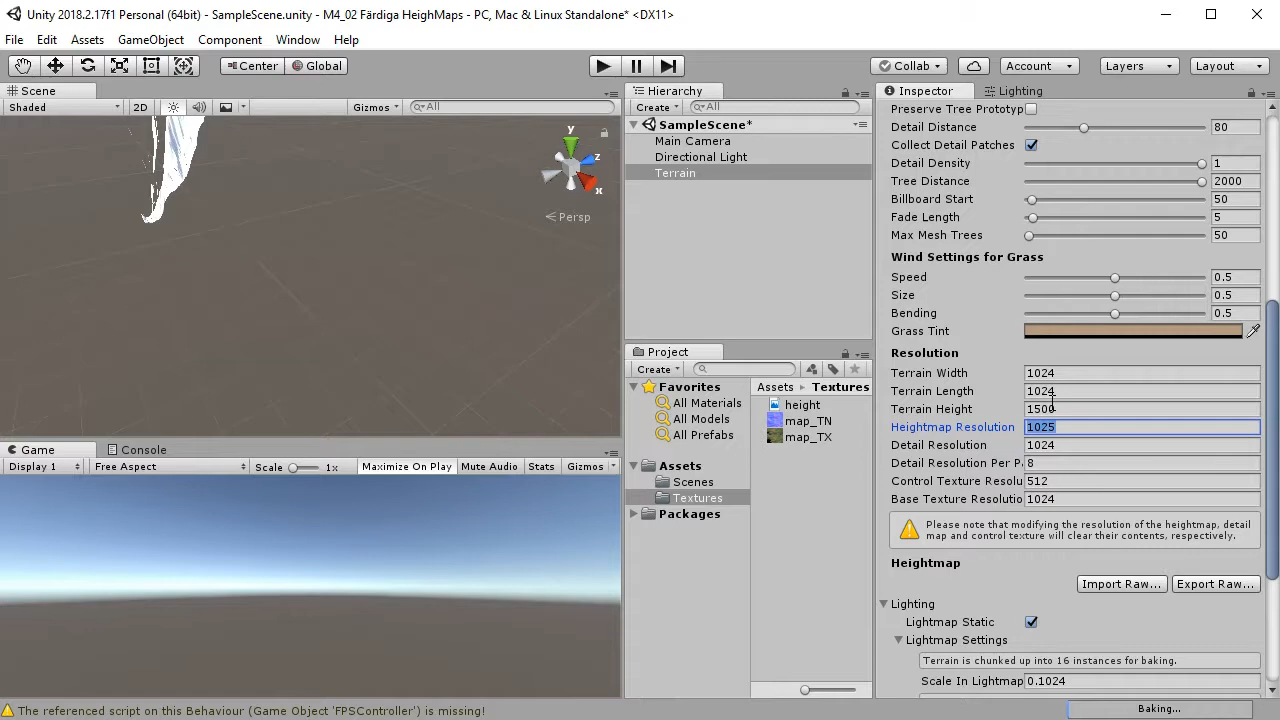 Unity 2018.2.17f1 Personal (64bit) - SampleScene.unity - M4_02 Färdiga HeighMaps - PC, Mac & Linux Standalone* <DX11>
File Edit Assets GameObject Component Window Help
Center Global Collab Account Layers Layout
Scene
Shaded 2D Gizmos All
y
z
x
Persp
Game Console
Display 1 Free Aspect Scale 1x Maximize On Play Mute Audio Stats Gizmos
Hierarchy
Create All
SampleScene*
Main Camera
Directional Light
Terrain
Project
Create
Favorites
All Materials
All Models
All Prefabs
Assets
Scenes
Textures
Packages
Assets Textures
height
map_TN
map_TX
Inspector Lighting
Preserve Tree Prototyp
Detail Distance 80
Collect Detail Patches
Detail Density 1
Tree Distance 2000
Billboard Start 50
Fade Length 5
Max Mesh Trees 50
Wind Settings for Grass
Speed 0.5
Size 0.5
Bending 0.5
Grass Tint
Resolution
Terrain Width 1024
Terrain Length 1024
Terrain Height 1500
Heightmap Resolution 1025
Detail Resolution 1024
Detail Resolution Per P 8
Control Texture Resolu 512
Base Texture Resolutio 1024
Please note that modifying the resolution of the heightmap, detail
map and control texture will clear their contents, respectively.
Heightmap
Import Raw... Export Raw...
Lighting
Lightmap Static
Lightmap Settings
Terrain is chunked up into 16 instances for baking.
Scale In Lightmap 0.1024
The referenced script on this Behaviour (Game Object 'FPSController') is missing!
Baking...